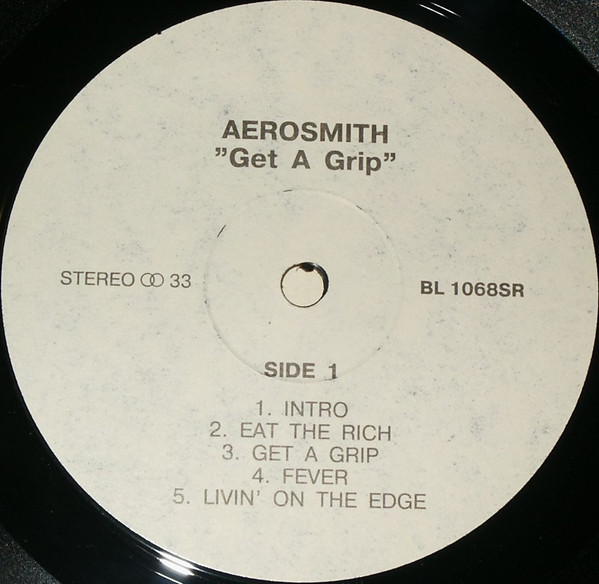 AEROSMITH
”Get A Grip”
STEREO ꝏ 33
BL 1068SR
SIDE 1
1. INTRO
2. EAT THE RICH
3. GET A GRIP
4. FEVER
5. LIVIN' ON THE EDGE